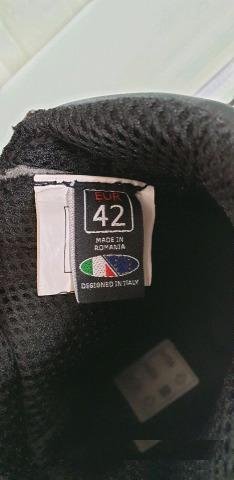 EUR
42
MADE IN
ROMANIA
DESIGNED IN ITALY